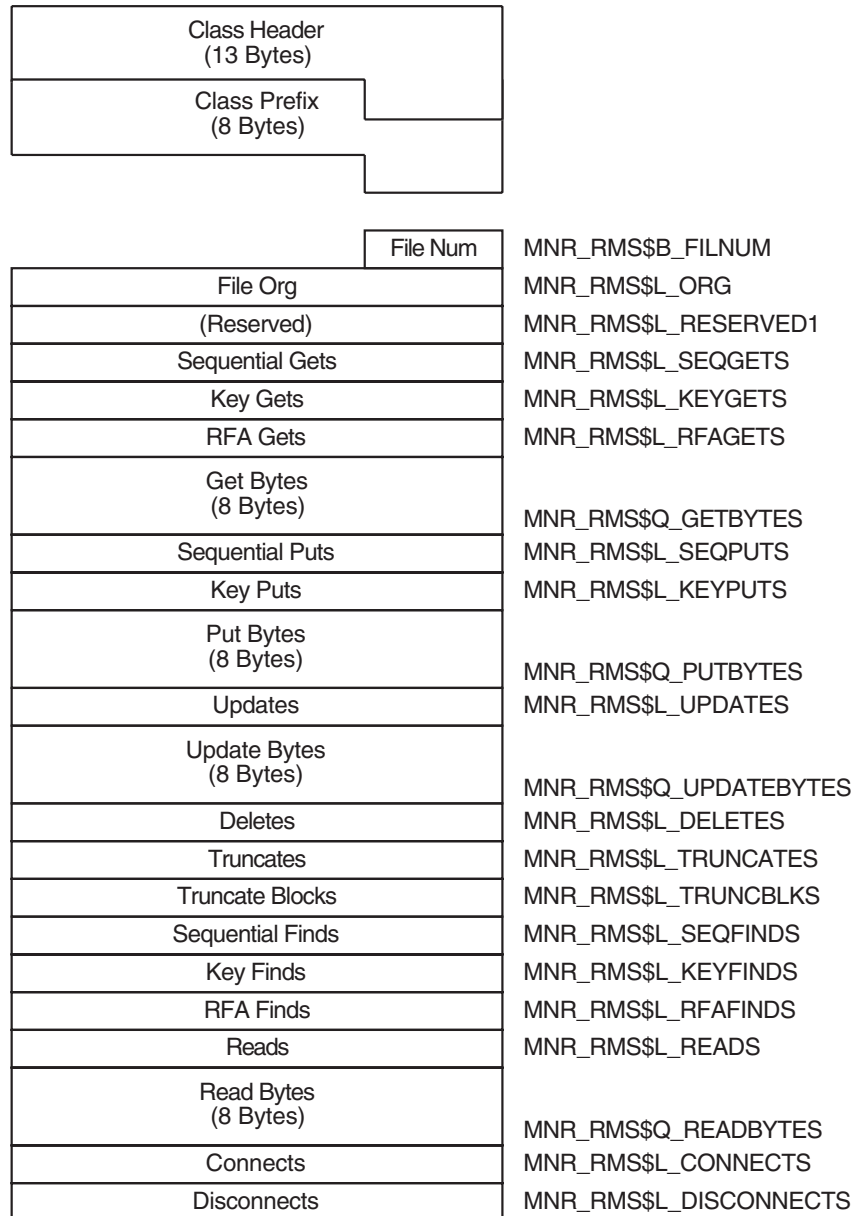 Class Header
(13 Bytes)
Class Prefix
(8 Bytes)
File Num MNR_RMS$B_FILNUM
File Org MNR_RMS$L_ORG
(Reserved) MNR_RMS$L_RESERVED1
Sequential Gets MNR_RMS$L_SEQGETS
Key Gets MNR_RMS$L_KEYGETS
RFA Gets MNR_RMS$L_RFAGETS
Get Bytes
(8 Bytes)
MNR_RMS$Q_GETBYTES
Sequential Puts MNR_RMS$L_SEQPUTS
Key Puts MNR_RMS$L_KEYPUTS
Put Bytes
(8 Bytes)
MNR_RMS$Q_PUTBYTES
Updates MNR_RMS$L_UPDATES
Update Bytes
(8 Bytes)
MNR_RMS$Q_UPDATEBYTES
Deletes MNR_RMS$L_DELETES
Truncates MNR_RMS$L_TRUNCATES
Truncate Blocks MNR_RMS$L_TRUNCBLKS
Sequential Finds MNR_RMS$L_SEQFINDS
Key Finds MNR_RMS$L_KEYFINDS
RFA Finds MNR_RMS$L_RFAFINDS
Reads MNR_RMS$L_READS
Read Bytes
(8 Bytes)
MNR_RMS$Q_READBYTES
Connects MNR_RMS$L_CONNECTS
Disconnects MNR_RMS$L_DISCONNECTS